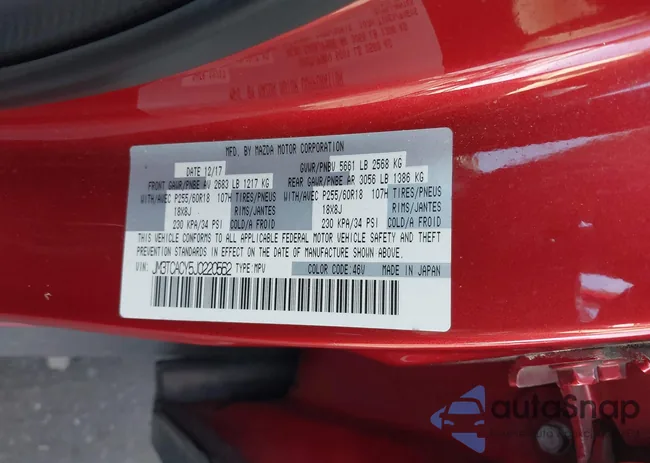 MFD. BY MAZDA MOTOR CORPORATION
DATE 12/17 GVWR/PNBV 5661 LB 2568 KG
FRONT GAWR/PNBE AV 2683 LB 1217 KG REAR GAWR/PNBE AR 3056 LB 1386 KG
WITH/AVEC P255/60R18 107H TIRES/PNEUS WITH/AVEC P255/60R18 107H TIRES/PNEUS
18X8J RIMS/JANTES 18X8J RIMS/JANTES
230 KPA/34 PSI COLD/A FROID 230 KPA/34 PSI COLD/A FROID
THIS VEHICLE CONFORMS TO ALL APPLICABLE FEDERAL MOTOR VEHICLE SAFETY AND THEFT
PREVENTION STANDARDS IN EFFECT ON THE DATE OF MANUFACTURE SHOWN ABOVE.
VIN: JM3TCACY5J0220562 TYPE:MPV COLOR CODE:46V MADE IN JAPAN
autoSnap